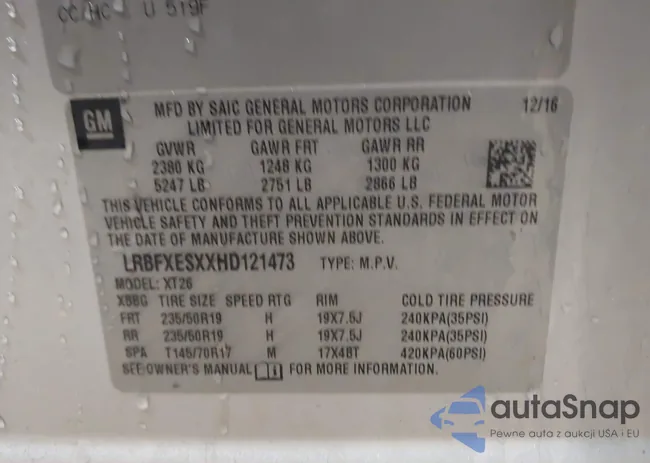 CC/HC U 519F
GM
MFD BY SAIC GENERAL MOTORS CORPORATION 12/16
LIMITED FOR GENERAL MOTORS LLC
GVWR GAWR FRT GAWR RR
2380 KG 1248 KG 1300 KG
5247 LB 2751 LB 2866 LB
THIS VEHICLE CONFORMS TO ALL APPLICABLE U.S. FEDERAL MOTOR
VEHICLE SAFETY AND THEFT PREVENTION STANDARDS IN EFFECT ON
THE DATE OF MANUFACTURE SHOWN ABOVE.
LRBFXESXXHD121473 TYPE: M.P.V.
MODEL: XT26
XBBG TIRE SIZE SPEED RTG RIM COLD TIRE PRESSURE
FRT 235/50R19 H 19X7.5J 240KPA(35PSI)
RR 235/50R19 H 19X7.5J 240KPA(35PSI)
SPA T145/70R17 M 17X4BT 420KPA(60PSI)
SEE OWNER'S MANUAL FOR MORE INFORMATION.
autaSnap
Pewne auta z aukcji USA i EU